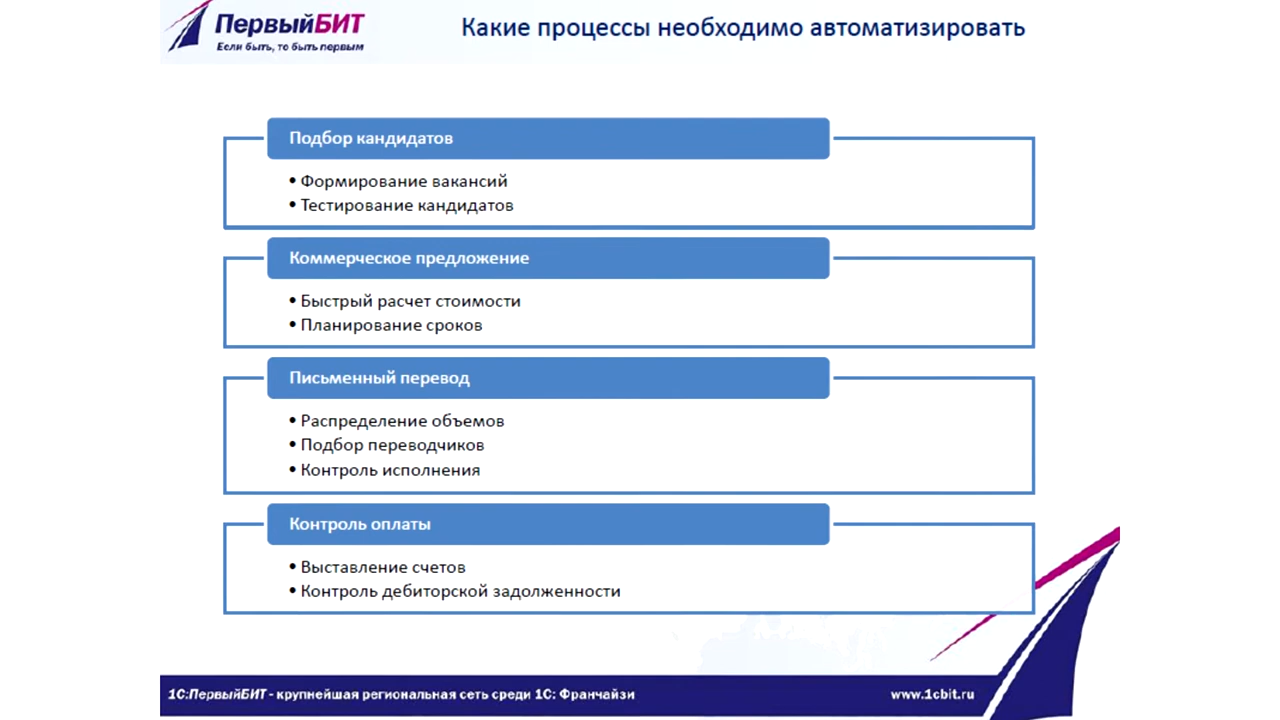 ПервыйБИТ
Если быть, то быть первым
Какие процессы необходимо автоматизировать
Подбор кандидатов
• Формирование вакансий
• Тестирование кандидатов
Коммерческое предложение
• Быстрый расчет стоимости
• Планирование сроков
Письменный перевод
• Распределение объемов
• Подбор переводчиков
• Контроль исполнения
Контроль оплаты
• Выставление счетов
• Контроль дебиторской задолженности
1С:ПервыйБИТ - крупнейшая региональная сеть среди 1С: Франчайзи
www.1cbit.ru